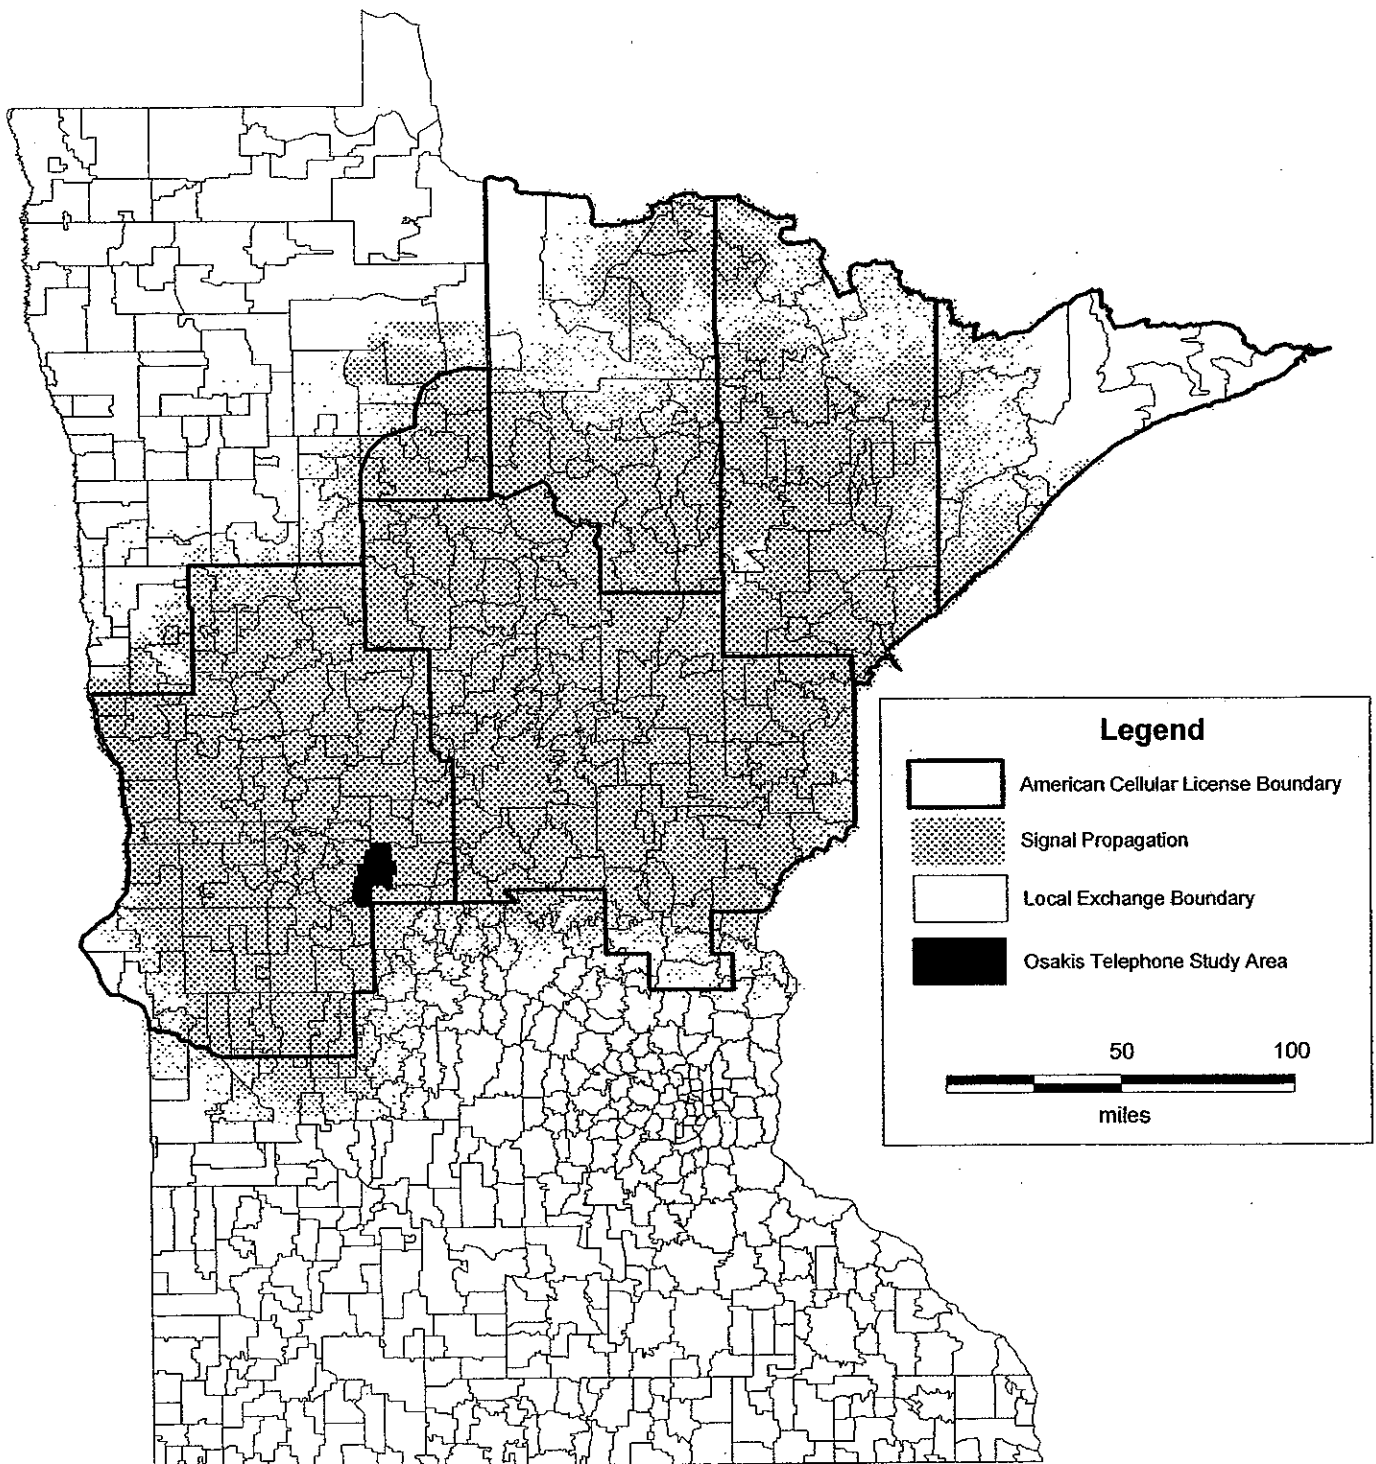 Legend
American Cellular License Boundary
Signal Propagation
Local Exchange Boundary
Osakis Telephone Study Area
50 100
miles